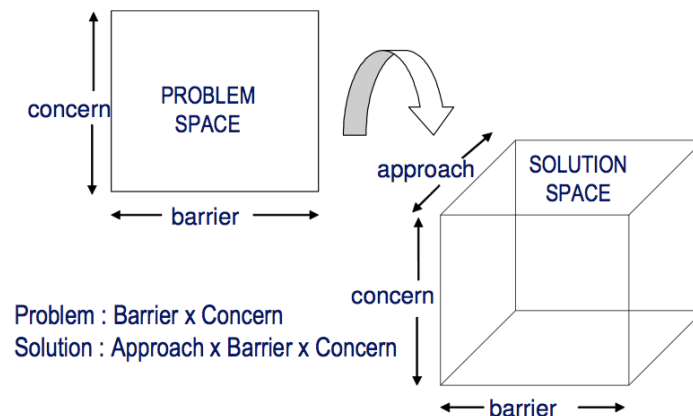 concern
PROBLEM
SPACE
barrier
approach
SOLUTION
SPACE
concern
barrier
Problem : Barrier x Concern
Solution : Approach x Barrier x Concern